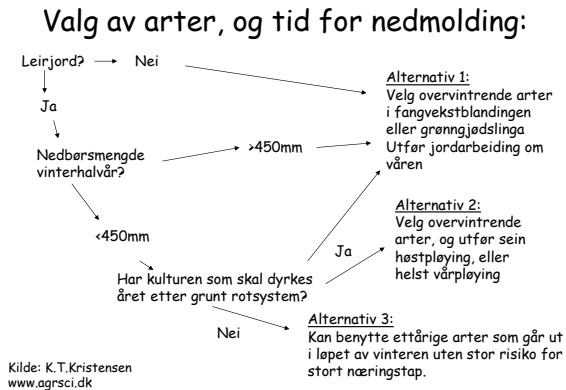 Valg av arter, og tid for nedmolding:
Leirjord?
Nei
Ja
Nedbørsmengde
vinterhalvår?
>450mm
<450mm
Har kulturen som skal dyrkes
året etter grunt rotsystem?
Ja
Nei
Alternativ 1:
Velg overvintrende arter
i fangvekstblandingen
eller grønngjødslinga
Utfør jordarbeiding om
våren
Alternativ 2:
Velg overvintrende
arter, og utfør sein
høstpløying, eller
helst vårpløying
Alternativ 3:
Kan benytte ettårige arter som går ut
i løpet av vinteren uten stor risiko for
stort næringstap.
Kilde: K.T.Kristensen
www.agrsci.dk